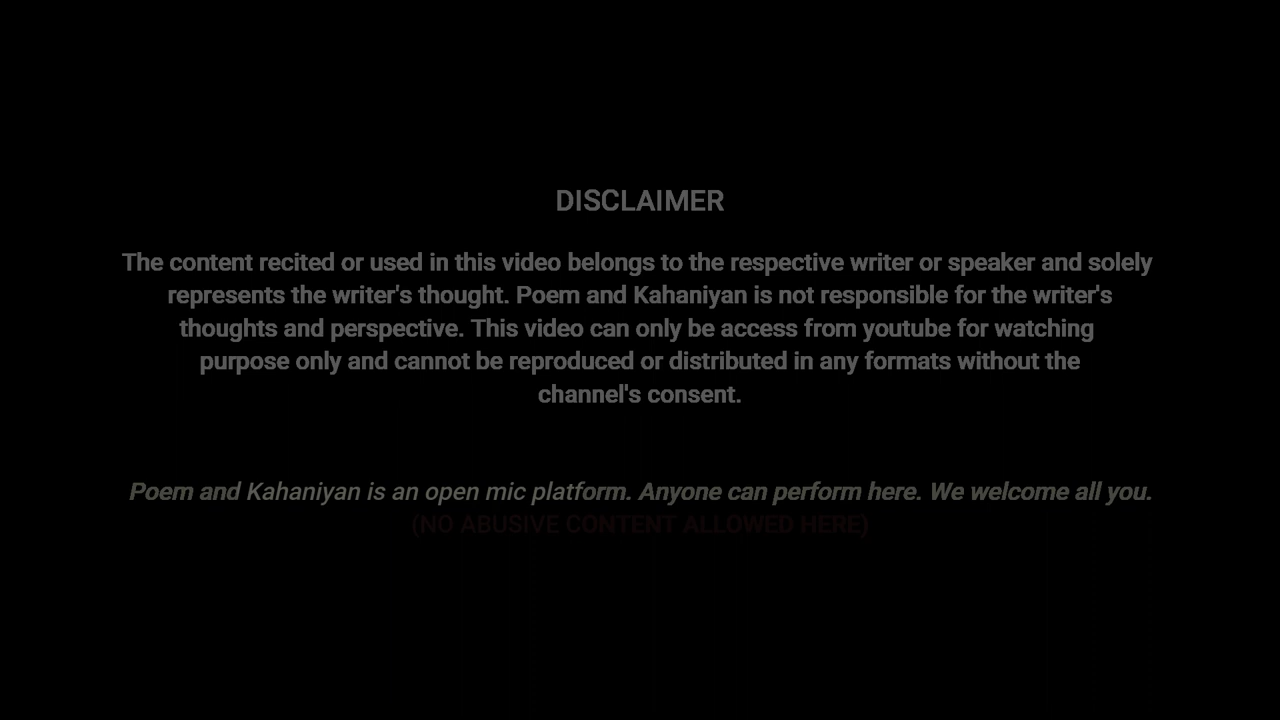 DISCLAIMER
The content recited or used in this video belongs to the respective writer or speaker and solely
represents the writer's thought. Poem and Kahaniyan is not responsible for the writer's
thoughts and perspective. This video can only be access from youtube for watching
purpose only and cannot be reproduced or distributed in any formats without the
channel's consent.
Poem and Kahaniyan is an open mic platform. Anyone can perform here. We welcome all you.
(NO ABUSIVE CONTENT ALLOWED HERE)